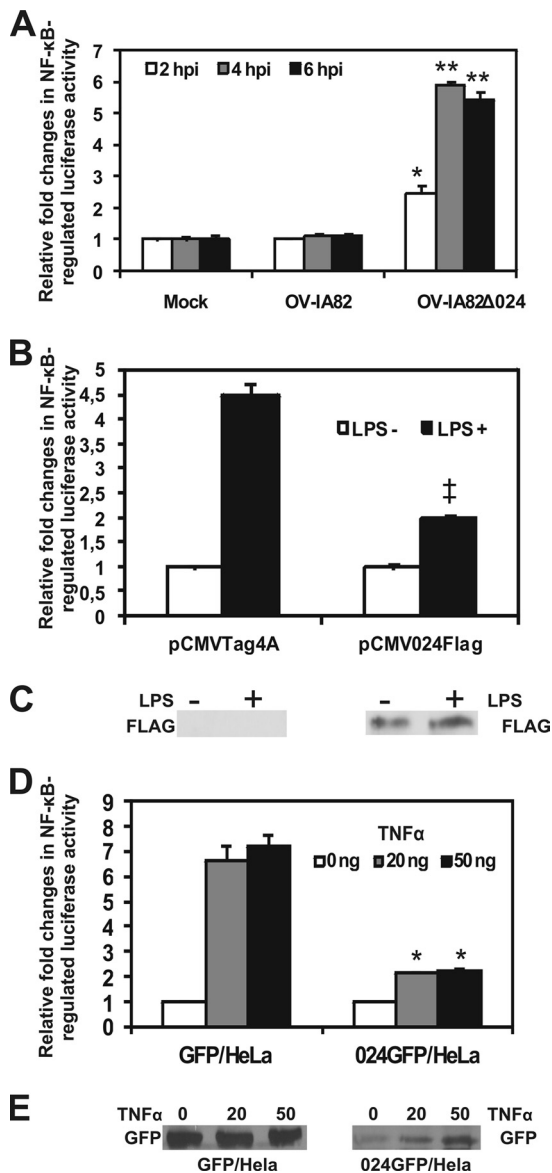 A
Relative fold changes in NF-κB-
regulated luciferase activity
7
6
5
4
3
2
1
0
2 hpi 4 hpi 6 hpi
*
**
**
Mock OV-IA82 OV-IA82Δ024
B
Relative fold changes in NF-κB-
regulated luciferase activity
5
4,5
4
3,5
3
2,5
2
1,5
1
0,5
0
LPS - LPS +
‡
pCMVTag4A pCMV024Flag
C
LPS - + - + LPS
FLAG FLAG
D
Relative fold changes in NF-κB-
regulated luciferase activity
9
8
7
6
5
4
3
2
1
0
TNFα
0 ng 20 ng 50 ng
* *
GFP/HeLa 024GFP/HeLa
E
TNFα 0 20 50 0 20 50 TNFα
GFP GFP
GFP/Hela 024GFP/HeLa